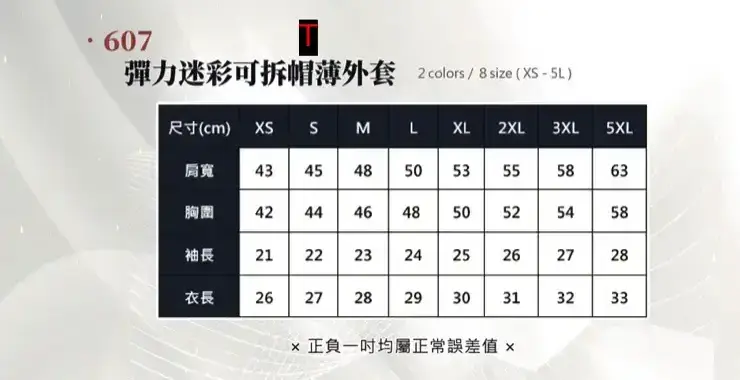 · 607
T
彈力迷彩可拆帽薄外套 2 colors / 8 size ( XS - 5L )
尺寸(cm) XS S M L XL 2XL 3XL 5XL
肩寬 43 45 48 50 53 55 58 63
胸圍 42 44 46 48 50 52 54 58
袖長 21 22 23 24 25 26 27 28
衣長 26 27 28 29 30 31 32 33
× 正負一吋均屬正常誤差值 ×